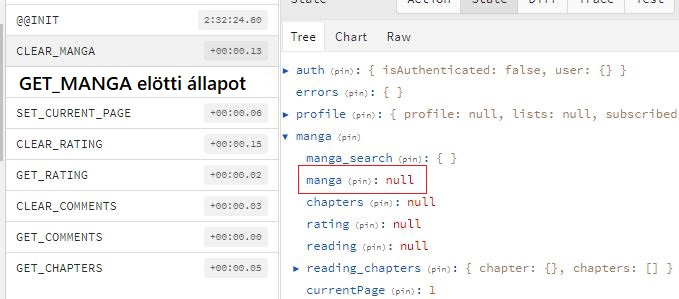 Action State Diff Trace Test
@@INIT 2:32:24.60
CLEAR_MANGA +00:00.13
GET_MANGA elötti állapot
SET_CURRENT_PAGE +00:00.06
CLEAR_RATING +00:00.15
GET_RATING +00:00.02
CLEAR_COMMENTS +00:00.03
GET_COMMENTS +00:00.00
GET_CHAPTERS +00:00.05
State
Tree Chart Raw
▶ auth (pin): { isAuthenticated: false, user: {} }
errors (pin): { }
▶ profile (pin): { profile: null, lists: null, subscribed
▼ manga (pin)
manga_search (pin): { }
manga (pin): null
chapters (pin): null
rating (pin): null
reading (pin): null
▶ reading_chapters (pin): { chapter: {}, chapters: [] }
currentPage (pin): 1